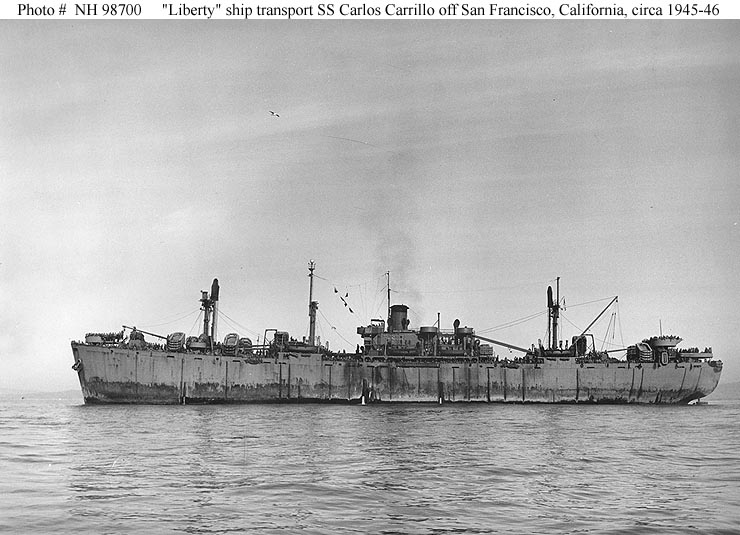 Photo # NH 98700 "Liberty" ship transport SS Carlos Carrillo off San Francisco, California, circa 1945-46